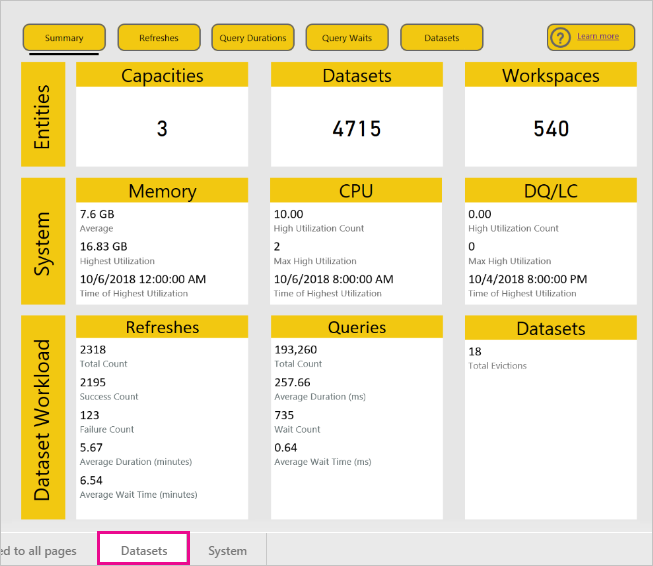 Summary
Refreshes
Query Durations
Query Waits
Datasets
? Learn more
Entities
Capacities
3
Datasets
4715
Workspaces
540
System
Memory
7.6 GB
Average
16.83 GB
Highest Utilization
10/6/2018 12:00:00 AM
Time of Highest Utilization
CPU
10.00
High Utilization Count
2
Max High Utilization
10/6/2018 8:00:00 AM
Time of Highest Utilization
DQ/LC
0.00
High Utilization Count
0
Max High Utilization
10/4/2018 8:00:00 PM
Time of Highest Utilization
Dataset Workload
Refreshes
2318
Total Count
2195
Success Count
123
Failure Count
5.67
Average Duration (minutes)
6.54
Average Wait Time (minutes)
Queries
193,260
Total Count
257.66
Average Duration (ms)
735
Wait Count
0.64
Average Wait Time (ms)
Datasets
18
Total Evictions
ed to all pages
Datasets
System